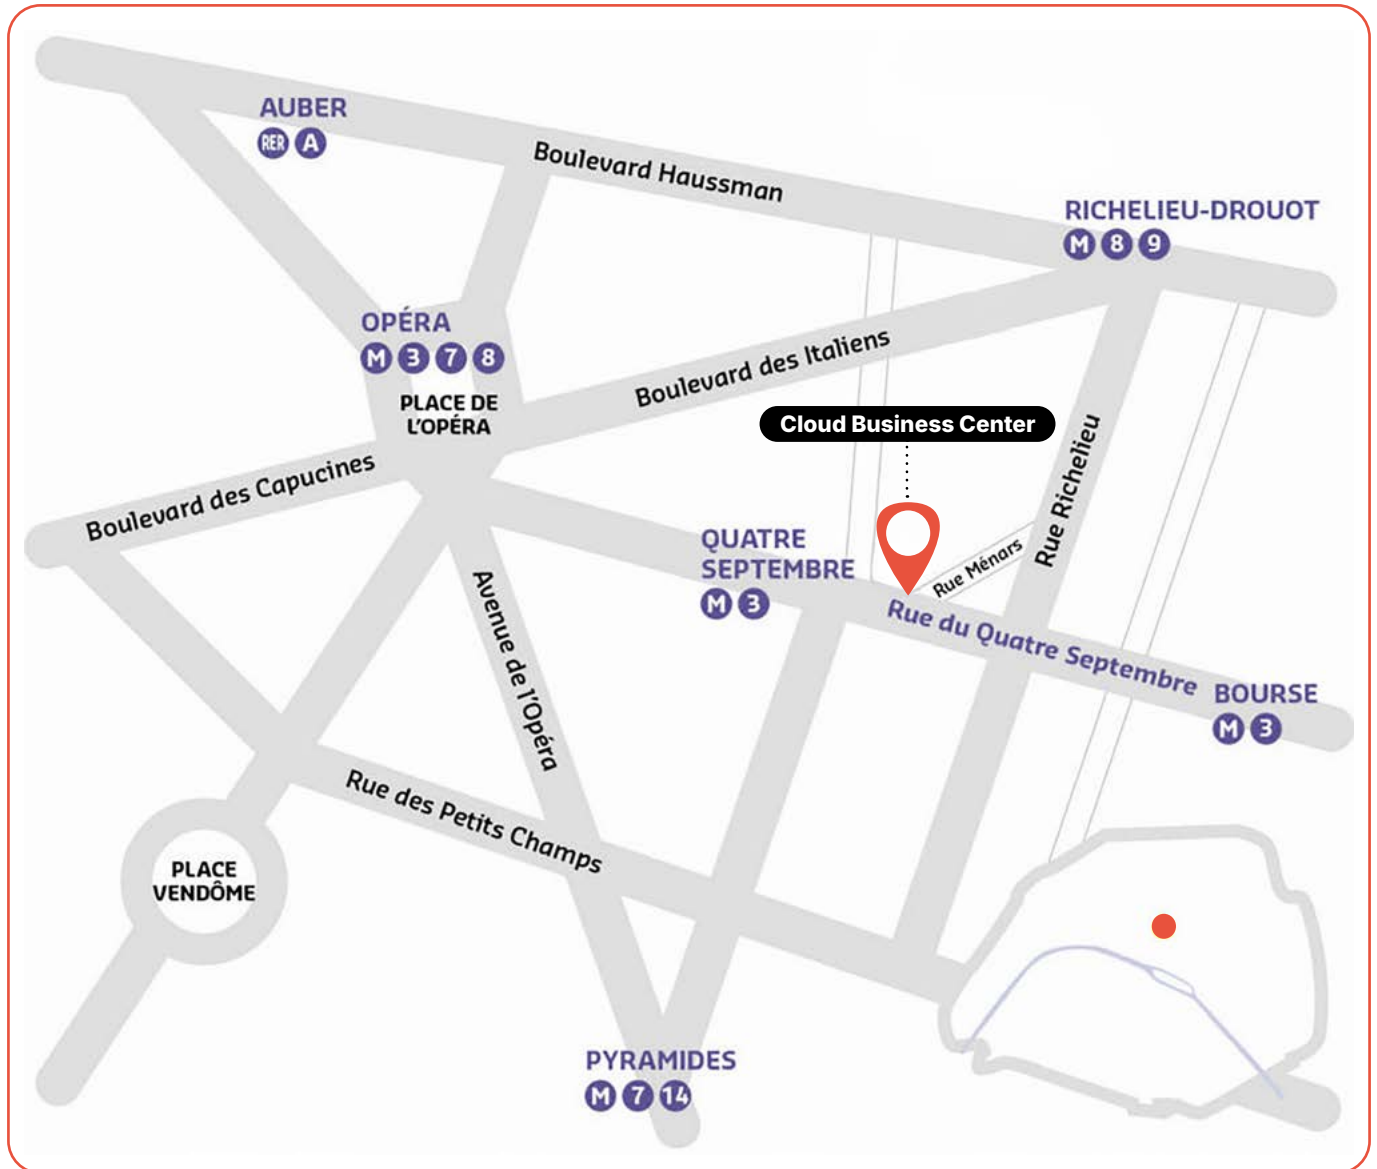 AUBER
RER A
Boulevard Haussman
RICHELIEU-DROUOT
M 8 9
OPÉRA
M 3 7 8
PLACE DE
L'OPÉRA
Boulevard des Italiens
Cloud Business Center
Boulevard des Capucines
Rue Richelieu
QUATRE
SEPTEMBRE
M 3
Rue Ménars
Rue du Quatre Septembre
BOURSE
M 3
Avenue de l'Opéra
Rue des Petits Champs
PLACE
VENDÔME
PYRAMIDES
M 7 14